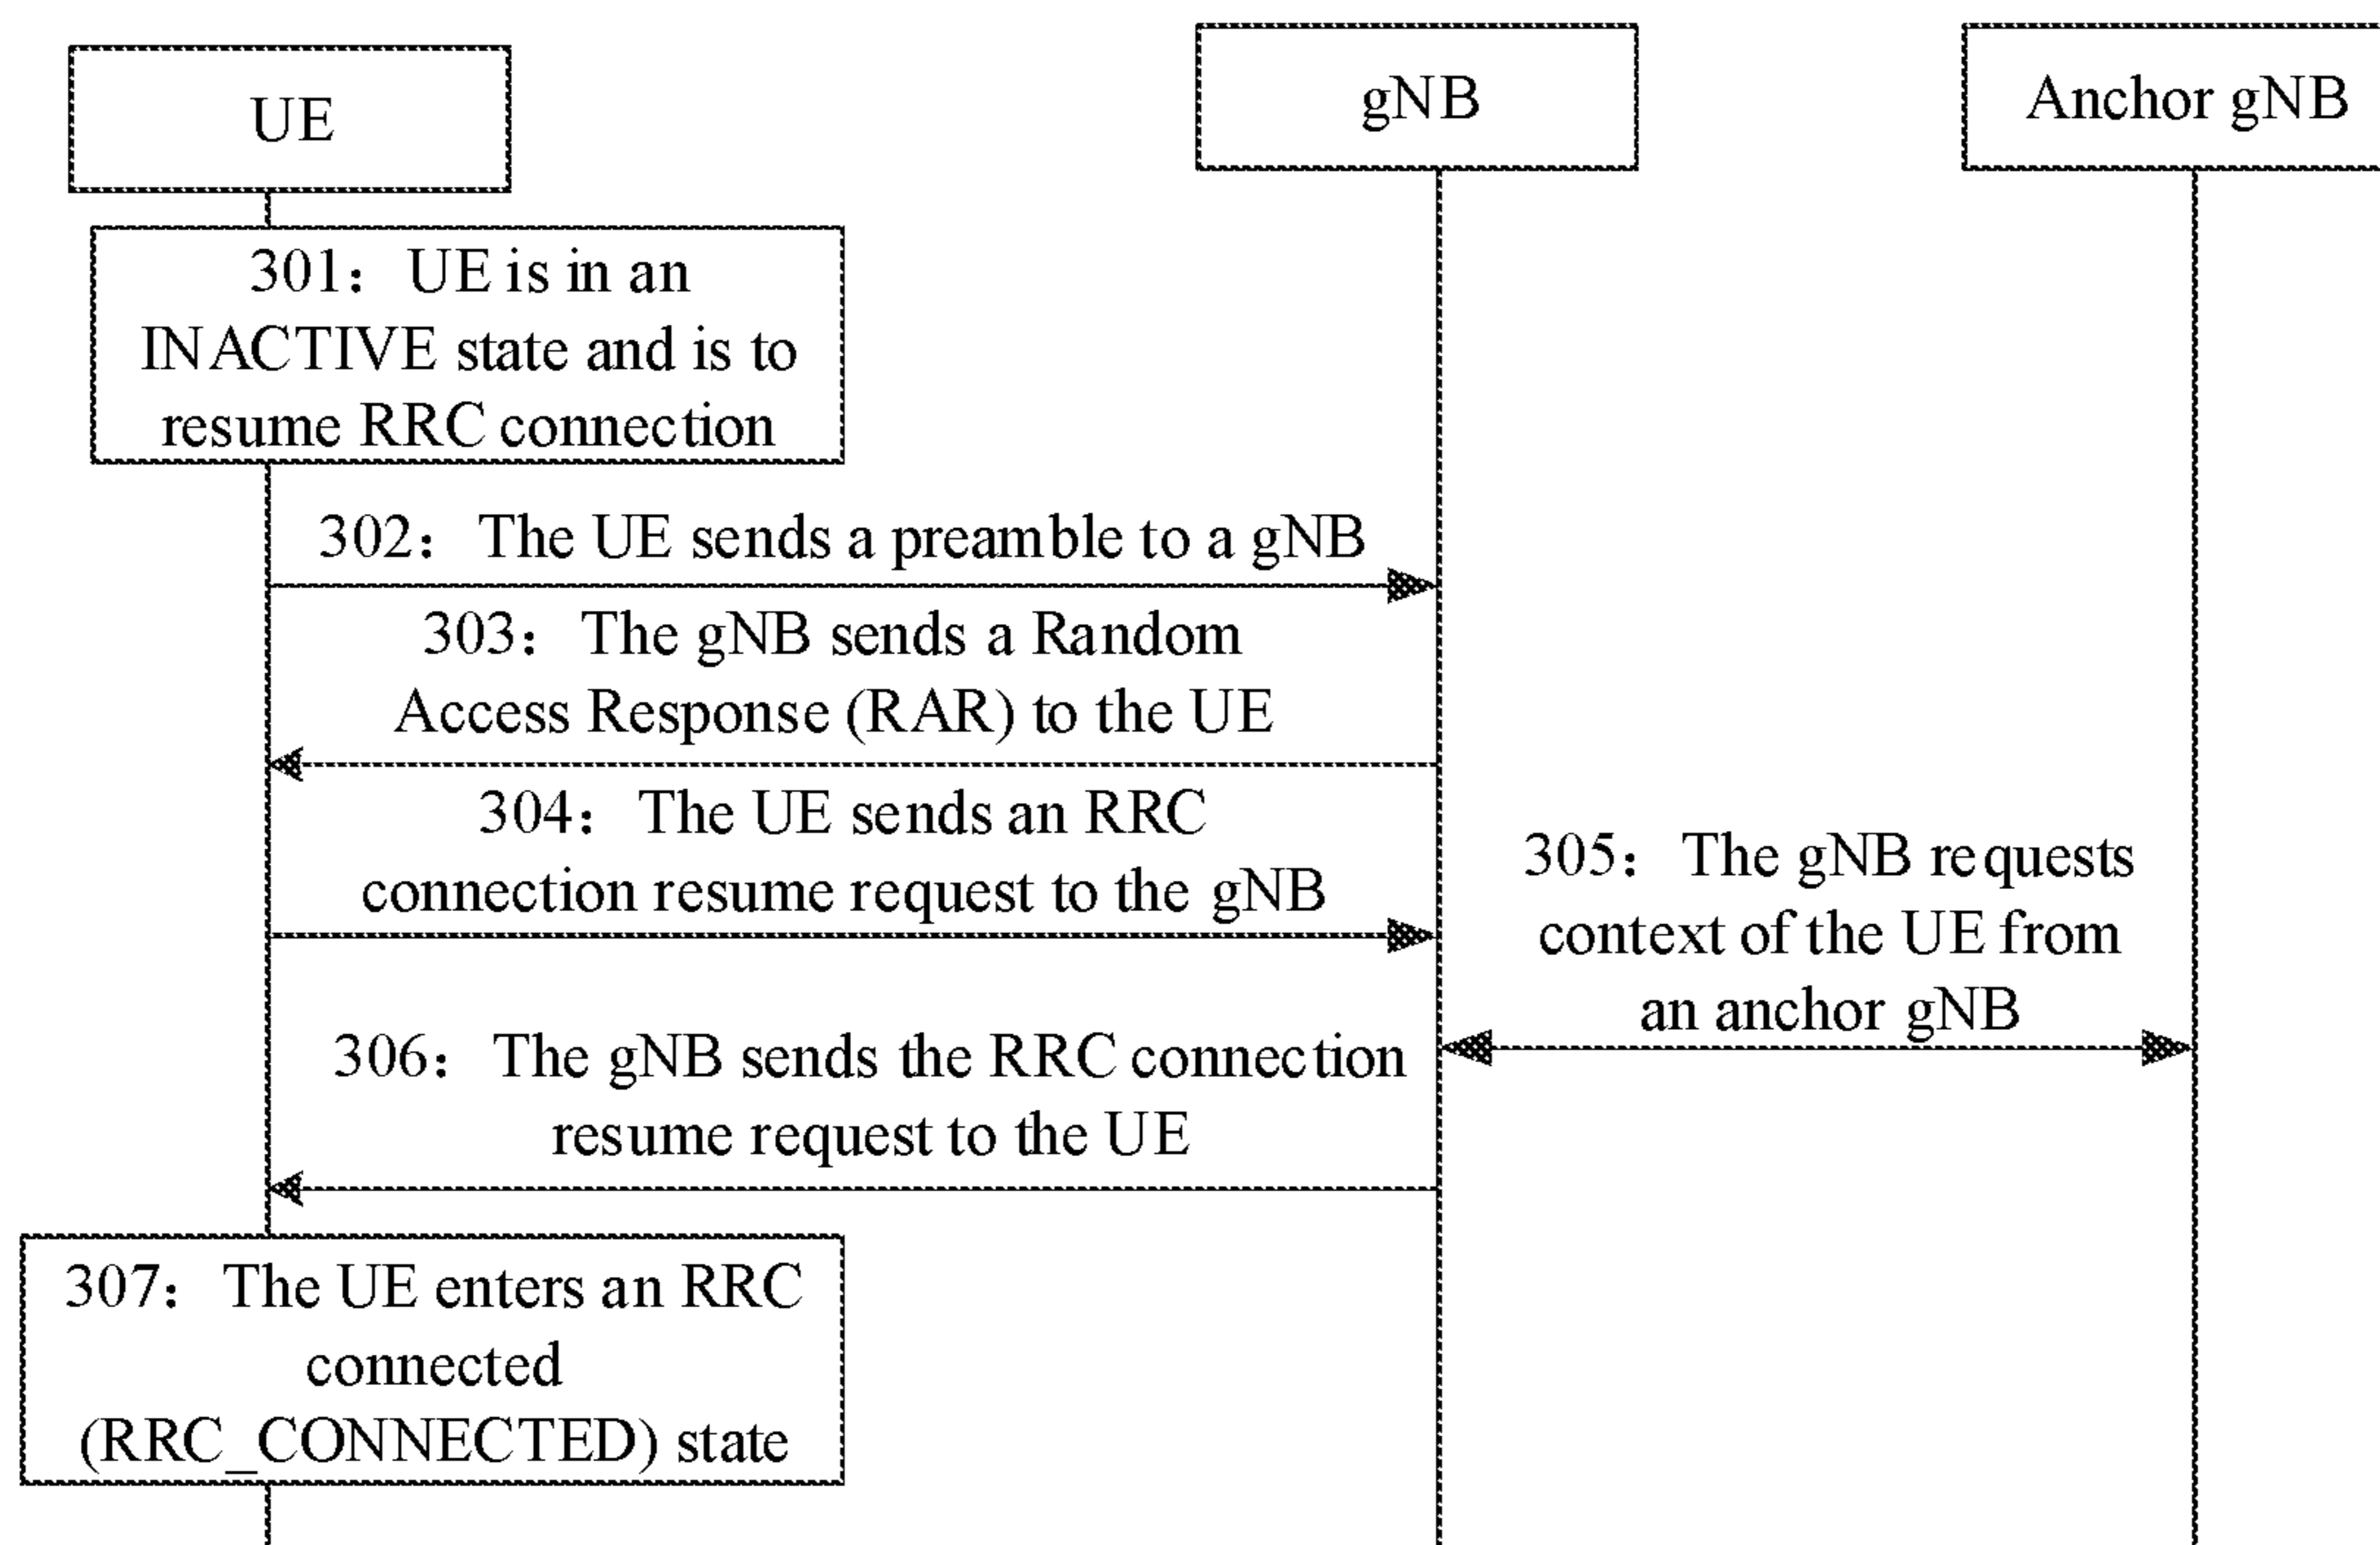 UE
gNB
Anchor gNB
301： UE is in an
INACTIVE state and is to
resume RRC connection
302： The UE sends a preamble to a gNB
303： The gNB sends a Random
Access Response (RAR) to the UE
304： The UE sends an RRC
connection resume request to the gNB
305： The gNB requests
context of the UE from
an anchor gNB
306： The gNB sends the RRC connection
resume request to the UE
307： The UE enters an RRC
connected
(RRC_CONNECTED) state